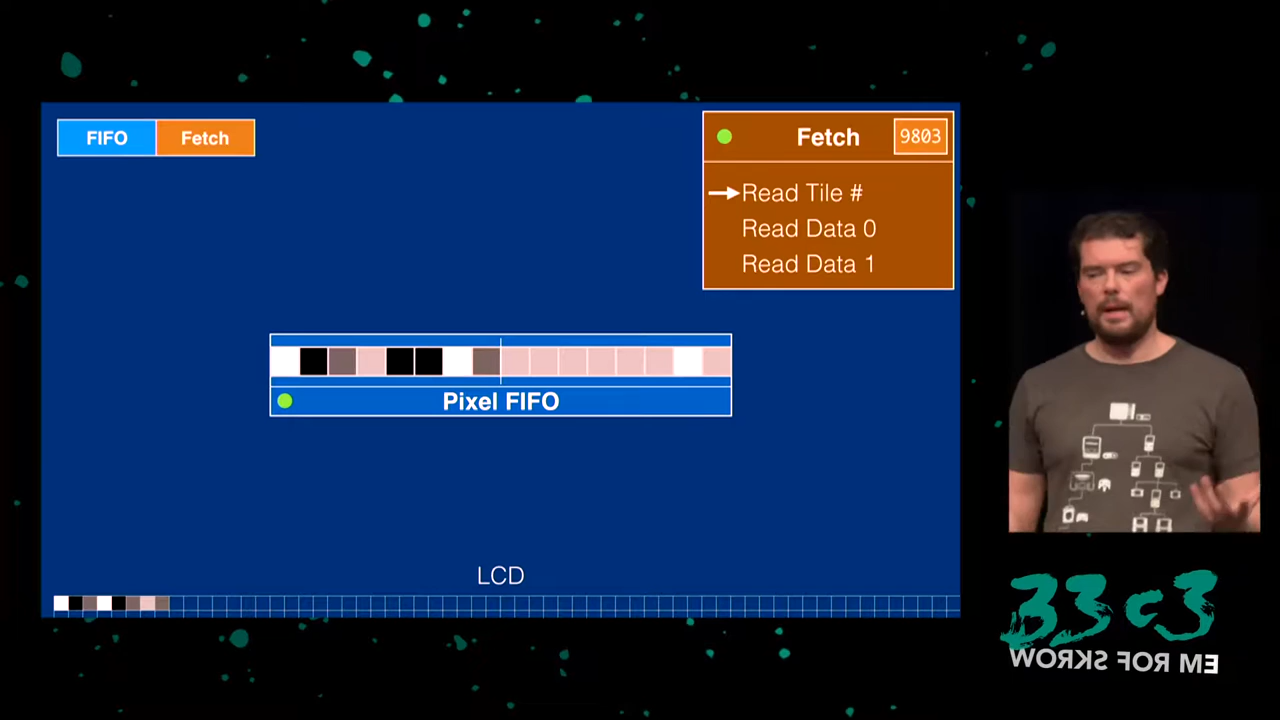 FIFO Fetch
Fetch 9803
Read Tile #
Read Data 0
Read Data 1
Pixel FIFO
LCD
33c3
WORKS FOR ME